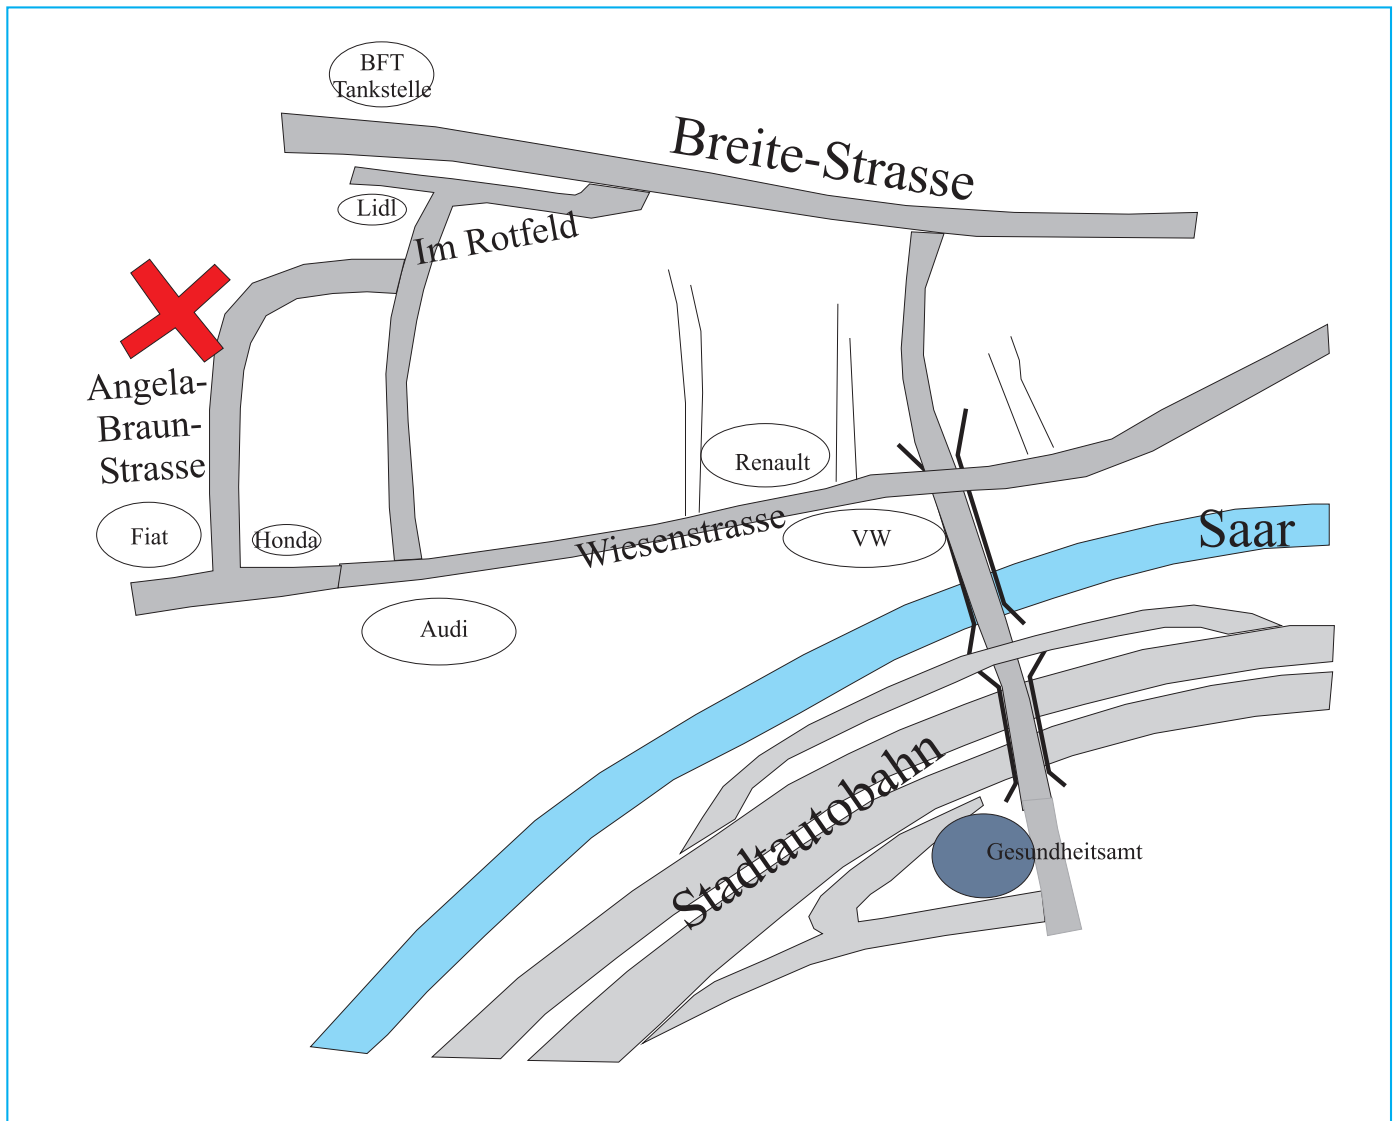 BFT
Tankstelle
Breite-Strasse
Lidl
Im Rotfeld
Angela-
Braun-
Strasse
Renault
Fiat
Honda
Wiesenstrasse
VW
Saar
Audi
Stadtautobahn
Gesundheitsamt